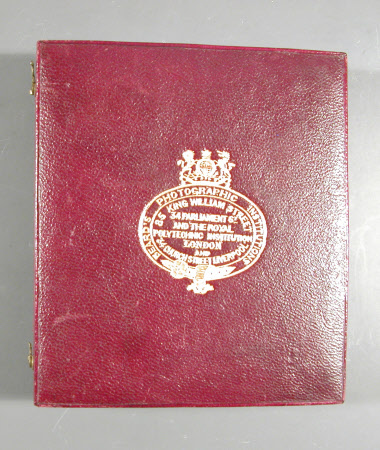 BEARD'S PHOTOGRAPHIC INSTITUTIONS
85 KING WILLIAM STREET
34 PARLIAMENT ST
AND THE ROYAL
POLYTECHNIC INSTITUTION
LONDON
AND
34 CHURCH STREET LIVERPOOL